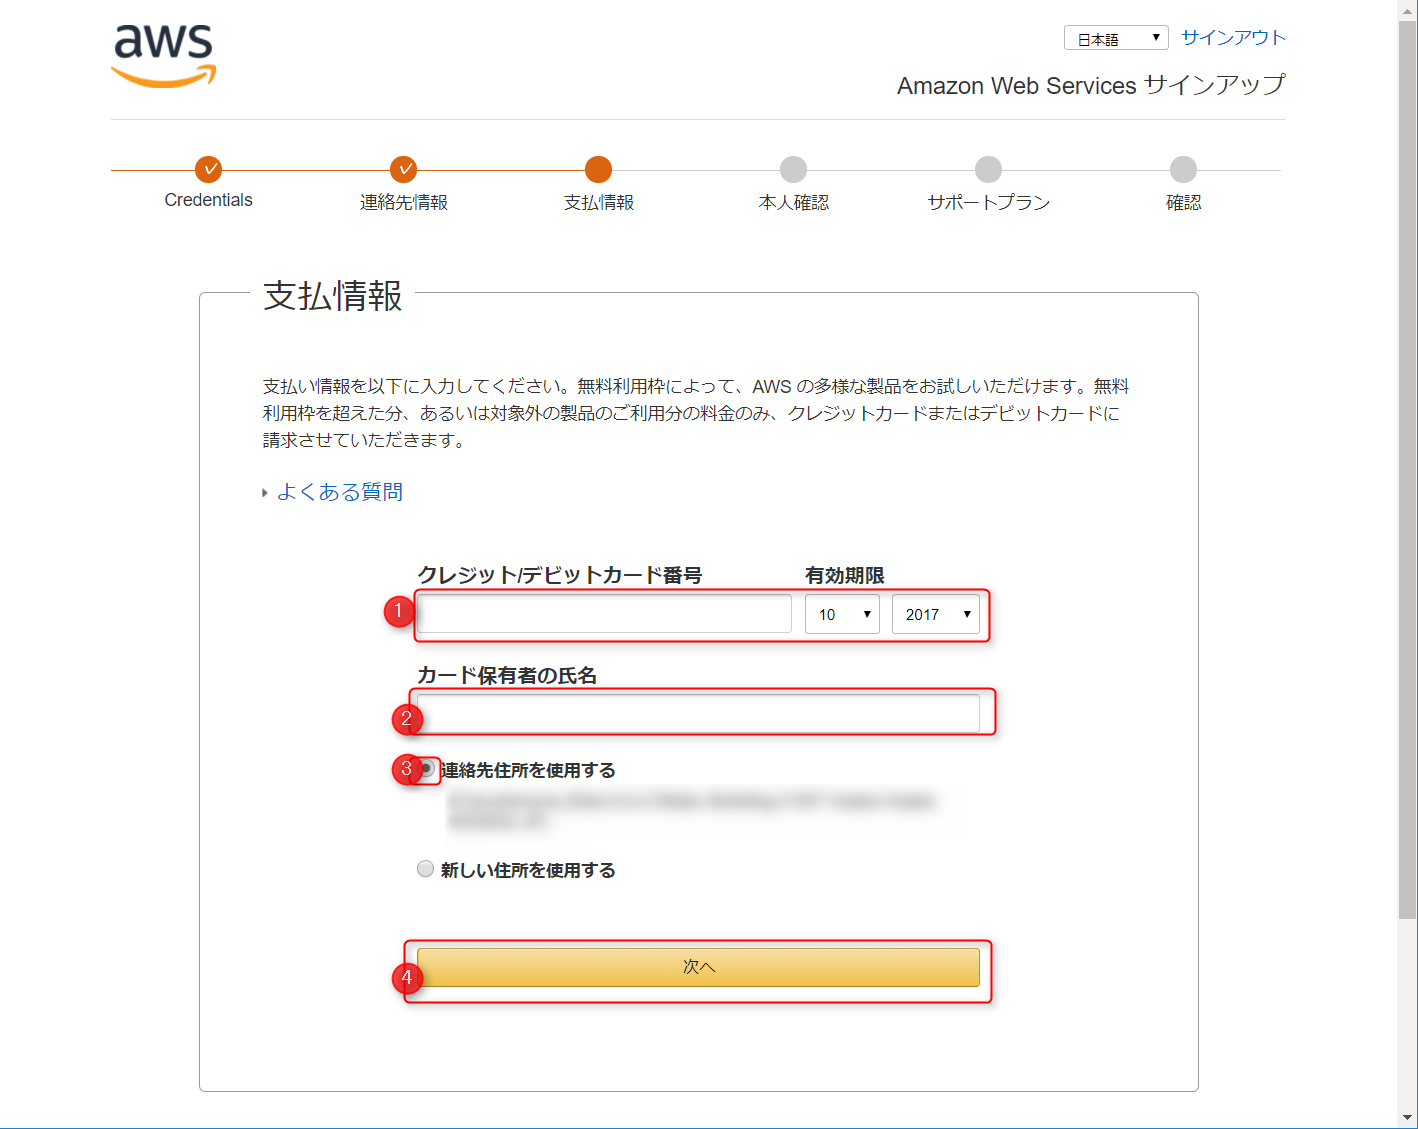 aws
日本語
サインアウト
Amazon Web Services サインアップ
Credentials
連絡先情報
支払情報
本人確認
サポートプラン
確認
支払情報
支払い情報を以下に入力してください。無料利用枠によって、AWS の多様な製品をお試しいただけます。無料
利用枠を超えた分、あるいは対象外の製品のご利用分の料金のみ、クレジットカードまたはデビットカードに
請求させていただきます。
よくある質問
クレジット/デビットカード番号
有効期限
1
10
2017
カード保有者の氏名
2
3
連絡先住所を使用する
新しい住所を使用する
4
次へ